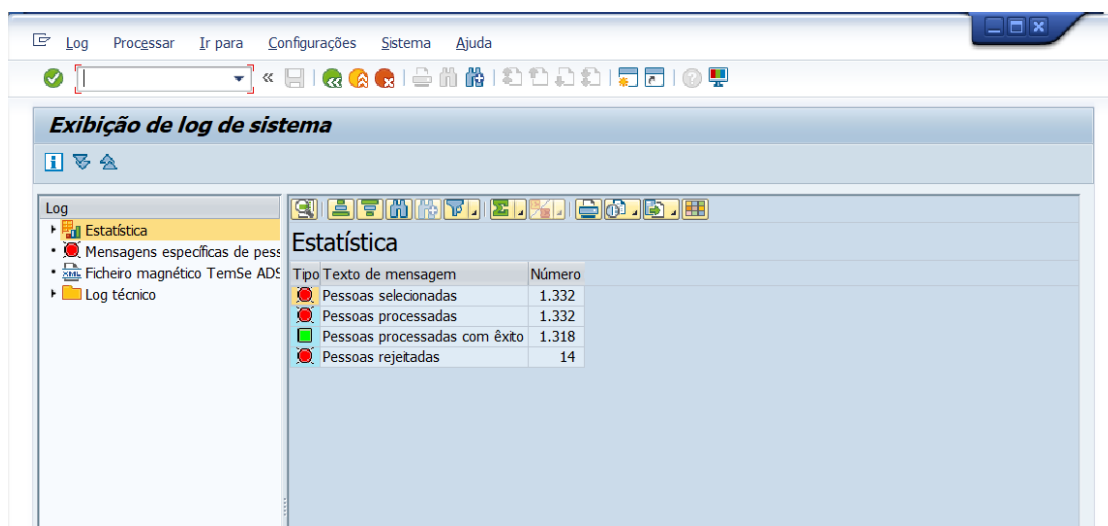 Log Processar Ir para Configurações Sistema Ajuda
Exibição de log de sistema
Log
Estatística
Mensagens específicas de pess
Ficheiro magnético TemSe ADS
Log técnico
Estatística
Tipo Texto de mensagem Número
Pessoas selecionadas 1.332
Pessoas processadas 1.332
Pessoas processadas com êxito 1.318
Pessoas rejeitadas 14